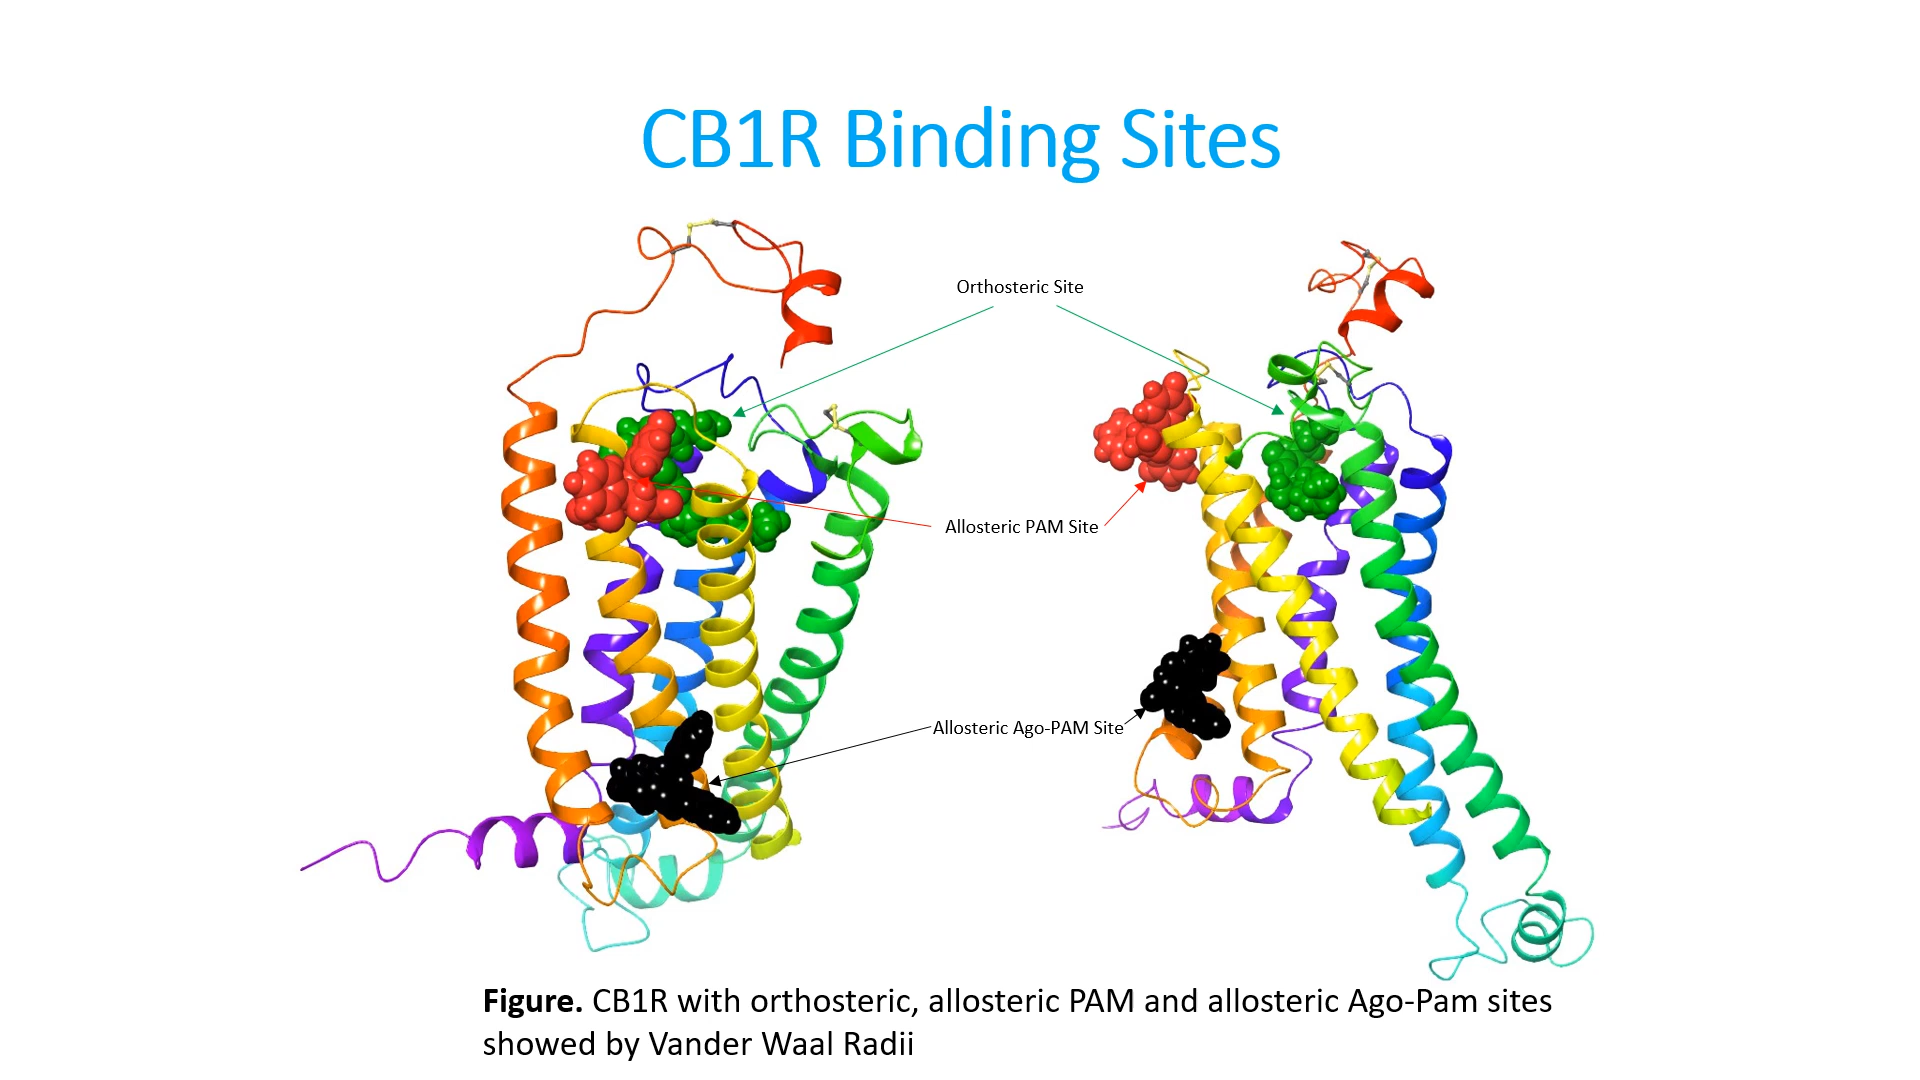 CB1R Binding Sites
Orthosteric Site
Allosteric PAM Site
Allosteric Ago-PAM Site
Figure. CB1R with orthosteric, allosteric PAM and allosteric Ago-Pam sites
showed by Vander Waal Radii